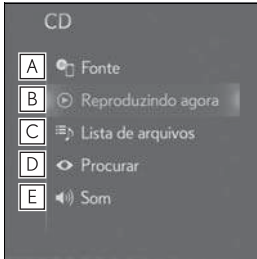 CD
A Fonte
B Reproduzindo agora
C Lista de arquivos
D Procurar
E Som